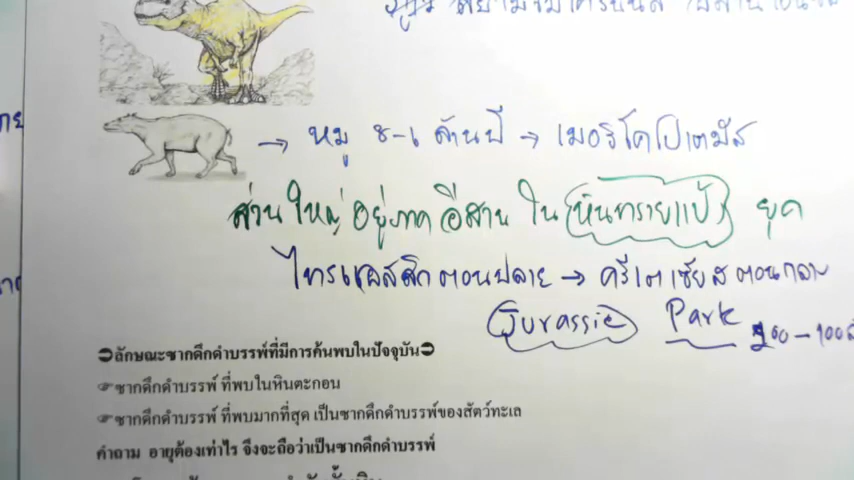 → หมู ๘-๖ ล้านปี → เมอริโคโปเตมัส
ส่วนใหญ่ อยู่ภาค อีสาน ใน หินทรายแป้ง ยุค
ไทรแอสสิกตอนปลาย → ครีเตเซียสตอนกลาง
Jurassic Park
➲ลักษณะซากดึกดำบรรพ์ที่มีการค้นพบในปัจจุบัน➲
☞ซากดึกดำบรรพ์ ที่พบในหินตะกอน
☞ซากดึกดำบรรพ์ ที่พบมากที่สุด เป็นซากดึกดำบรรพ์ของสัตว์ทะเล
คำถาม อายุต้องเท่าไร จึงจะถือว่าเป็นซากดึกดำบรรพ์